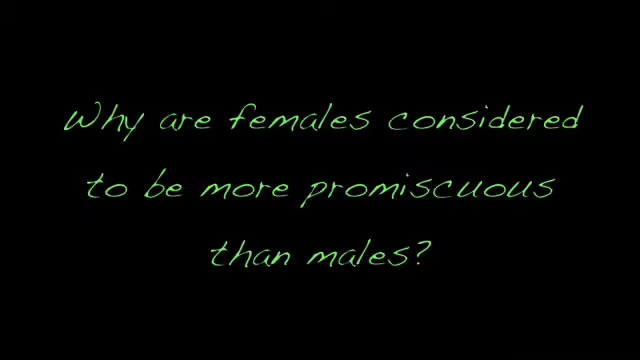 Why are females considered
to be more promiscuous
than males?